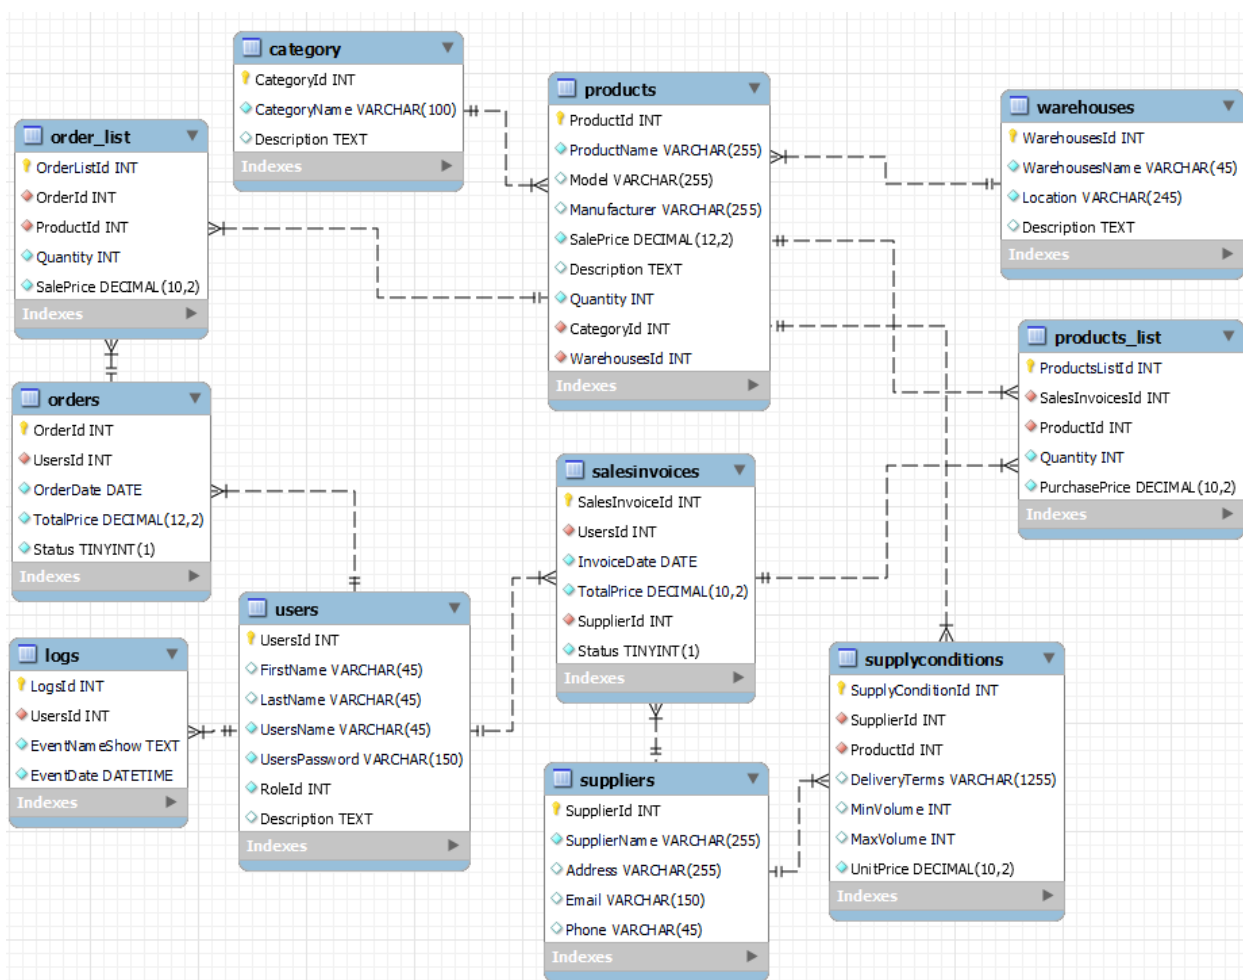 category
CategoryId INT
CategoryName VARCHAR(100)
Description TEXT
Indexes
products
ProductId INT
ProductName VARCHAR(255)
Model VARCHAR(255)
Manufacturer VARCHAR(255)
SalePrice DECIMAL(12,2)
Description TEXT
Quantity INT
CategoryId INT
WarehousesId INT
Indexes
warehouses
WarehousesId INT
WarehousesName VARCHAR(45)
Location VARCHAR(245)
Description TEXT
Indexes
order_list
OrderListId INT
OrderId INT
ProductId INT
Quantity INT
SalePrice DECIMAL(10,2)
Indexes
products_list
ProductsListId INT
SalesInvoicesId INT
ProductId INT
Quantity INT
PurchasePrice DECIMAL(10,2)
Indexes
orders
OrderId INT
UsersId INT
OrderDate DATE
TotalPrice DECIMAL(12,2)
Status TINYINT(1)
Indexes
salesinvoices
SalesInvoiceId INT
UsersId INT
InvoiceDate DATE
TotalPrice DECIMAL(10,2)
SupplierId INT
Status TINYINT(1)
Indexes
users
UsersId INT
FirstName VARCHAR(45)
LastName VARCHAR(45)
UsersName VARCHAR(45)
UsersPassword VARCHAR(150)
RoleId INT
Description TEXT
Indexes
logs
LogsId INT
UsersId INT
EventNameShow TEXT
EventDate DATETIME
Indexes
supplyconditions
SupplyConditionId INT
SupplierId INT
ProductId INT
DeliveryTerms VARCHAR(1255)
MinVolume INT
MaxVolume INT
UnitPrice DECIMAL(10,2)
Indexes
suppliers
SupplierId INT
SupplierName VARCHAR(255)
Address VARCHAR(255)
Email VARCHAR(150)
Phone VARCHAR(45)
Indexes